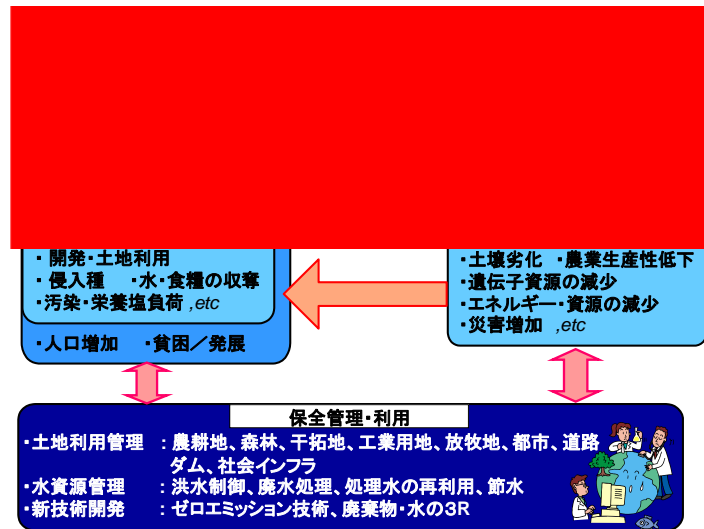 ・開発・土地利用
・侵入種　・水・食糧の収奪
・汚染・栄養塩負荷 ,etc
・人口増加　・貧困／発展
・土壌劣化　・農業生産性低下
・遺伝子資源の減少
・エネルギー・資源の減少
・災害増加 ,etc
保全管理・利用
・土地利用管理　：農耕地、森林、干拓地、工業用地、放牧地、都市、道路
ダム、社会インフラ
・水資源管理　：洪水制御、廃水処理、処理水の再利用、節水
・新技術開発　：ゼロエミッション技術、廃棄物・水の３R